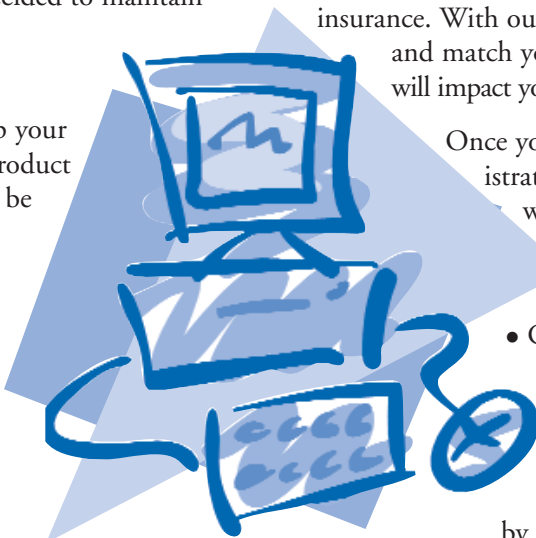 cided to maintain
p your
roduct
be
insurance. With ou
and match yo
will impact yo
Once yo
istrat
w
• O
by